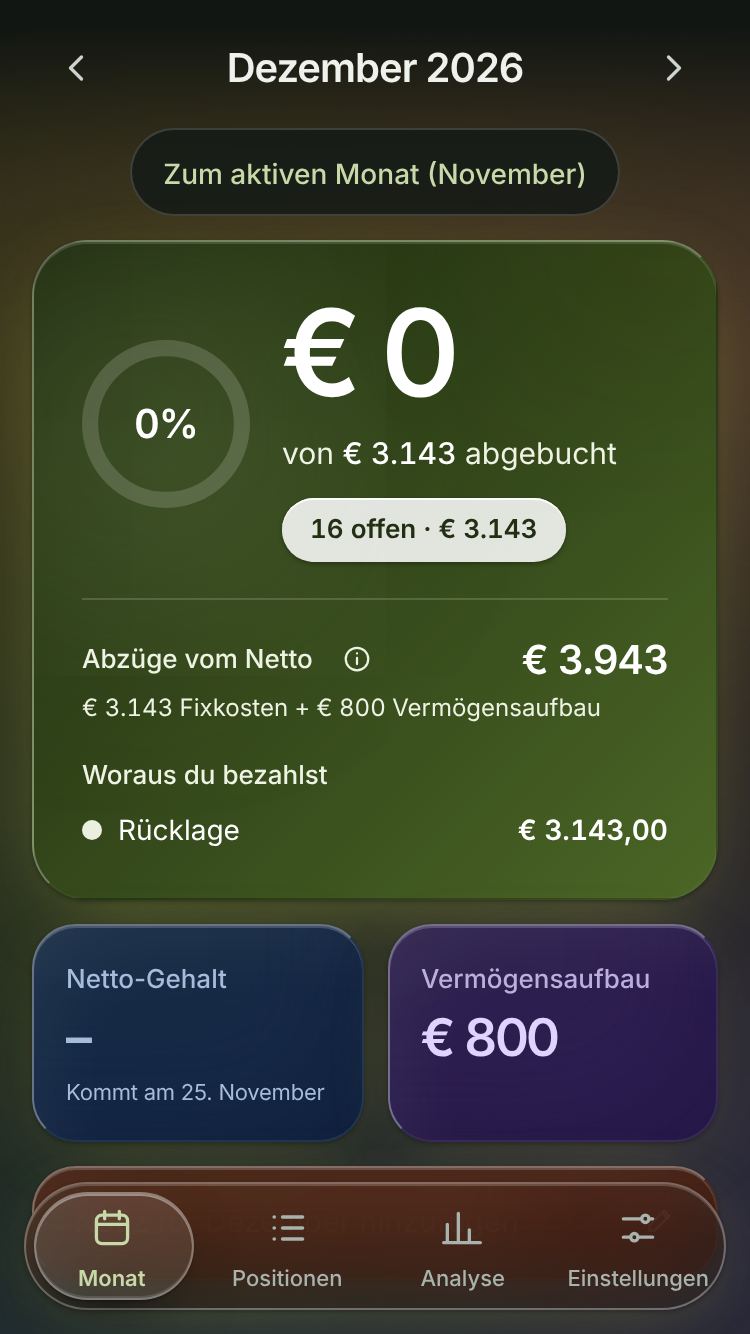 Dezember 2026
Zum aktiven Monat (November)
0%
€ 0
von € 3.143 abgebucht
16 offen · € 3.143
Abzüge vom Netto
€ 3.943
€ 3.143 Fixkosten + € 800 Vermögensaufbau
Woraus du bezahlst
Rücklage
€ 3.143,00
Netto-Gehalt
–
Kommt am 25. November
Vermögensaufbau
€ 800
Monat
Positionen
Analyse
Einstellungen